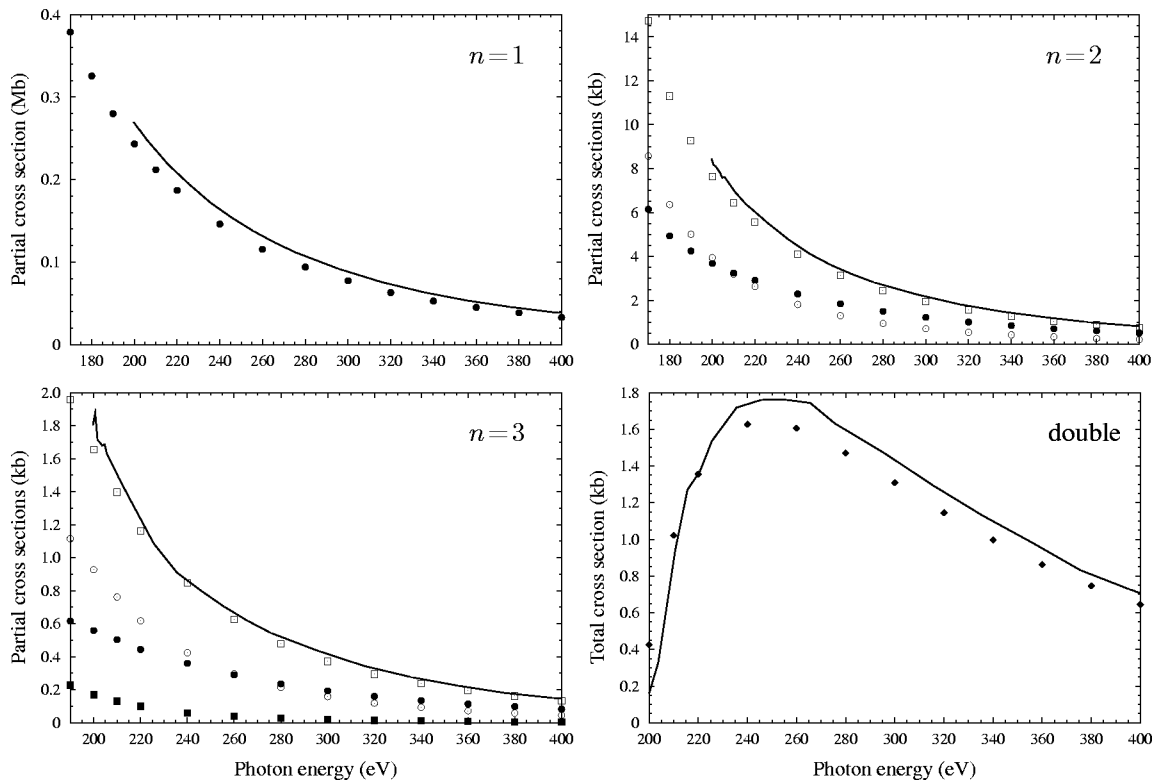 Partial cross section (Mb)
0.4
0.3
0.2
0.1
0
n=1
180 200 220 240 260 280 300 320 340 360 380 400
Partial cross sections (kb)
14
12
10
8
6
4
2
0
n=2
180 200 220 240 260 280 300 320 340 360 380 400
Partial cross sections (kb)
2.0
1.8
1.6
1.4
1.2
1.0
0.8
0.6
0.4
0.2
0
n=3
200 220 240 260 280 300 320 340 360 380 400
Photon energy (eV)
Total cross section (kb)
1.8
1.6
1.4
1.2
1.0
0.8
0.6
0.4
0.2
0
double
200 220 240 260 280 300 320 340 360 380 400
Photon energy (eV)